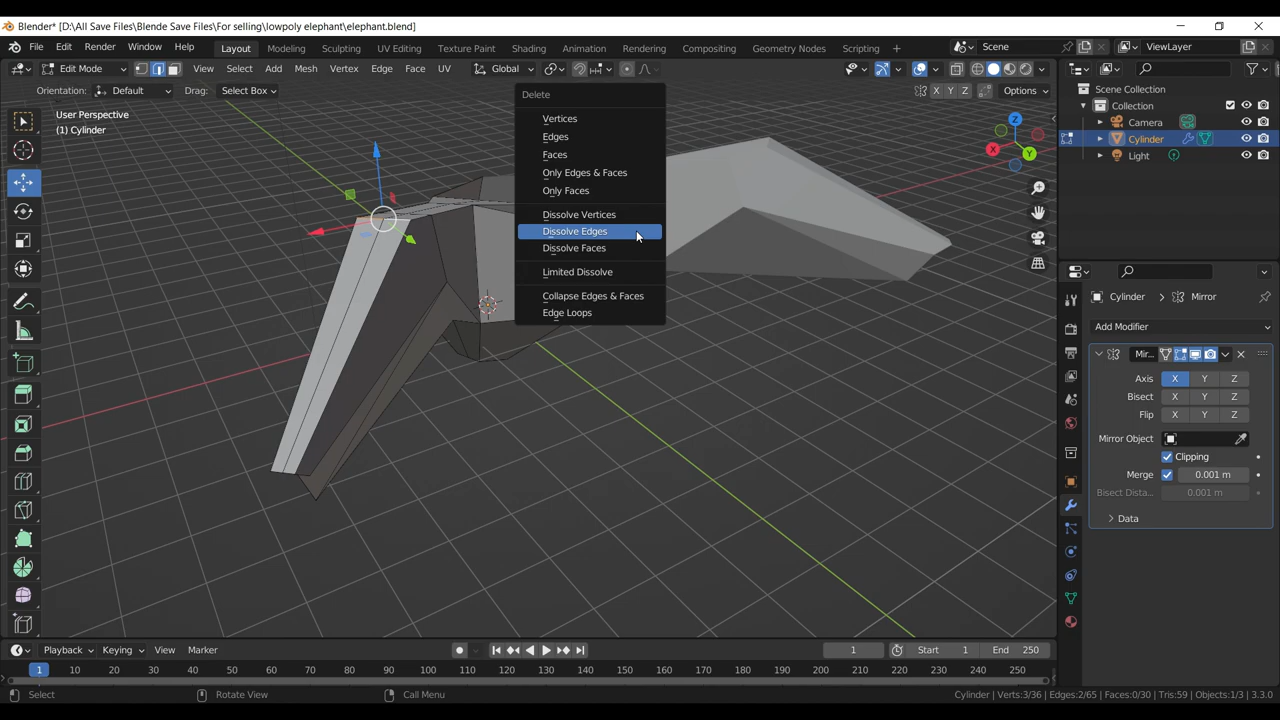 Blender* [D:\All Save Files\Blende Save Files\For selling\lowpoly elephant\elephant.blend]
File Edit Render Window Help Layout Modeling Sculpting UV Editing Texture Paint Shading Animation Rendering Compositing Geometry Nodes Scripting + Scene ViewLayer
Edit Mode View Select Add Mesh Vertex Edge Face UV Global
Orientation: Default Drag: Select Box X Y Z Options
User Perspective
(1) Cylinder
Delete
Vertices
Edges
Faces
Only Edges & Faces
Only Faces
Dissolve Vertices
Dissolve Edges
Dissolve Faces
Limited Dissolve
Collapse Edges & Faces
Edge Loops
Z
X
Y
Scene Collection
Collection
Camera
Cylinder
Light
Cylinder Mirror
Add Modifier
Mir...
Axis X Y Z
Bisect X Y Z
Flip X Y Z
Mirror Object
Clipping
Merge 0.001 m
Bisect Dista... 0.001 m
Data
Playback Keying View Marker 1 Start 1 End 250
1 10 20 30 40 50 60 70 80 90 100 110 120 130 140 150 160 170 180 190 200 210 220 230 240 250
Select Rotate View Call Menu Cylinder | Verts:3/36 | Edges:2/65 | Faces:0/30 | Tris:59 | Objects:1/3 | 3.3.0